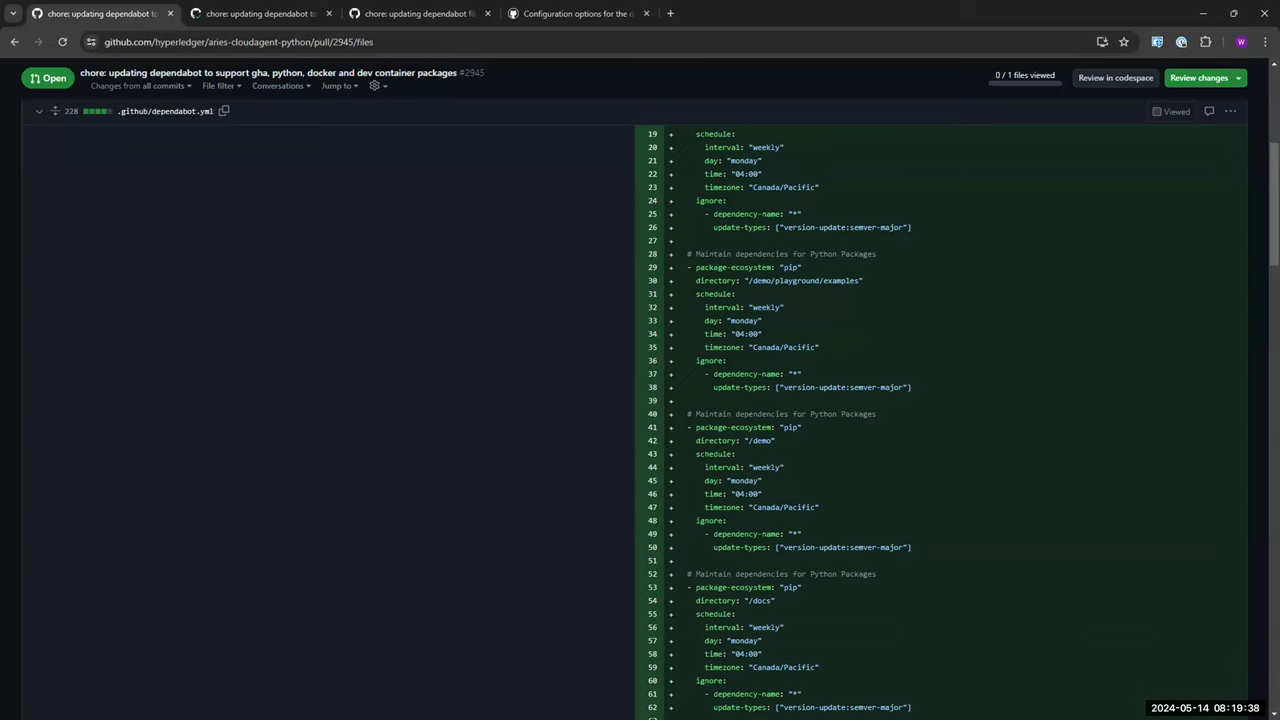 chore: updating dependabot to
chore: updating dependabot to
chore: updating dependabot fi
Configuration options for the d
github.com/hyperledger/aries-cloudagent-python/pull/2945/files
W
Open
chore: updating dependabot to support gha, python, docker and dev container packages #2945
Changes from all commits
File filter
Conversations
Jump to
0 / 1 files viewed
Review in codespace
Review changes
228
.github/dependabot.yml
Viewed
19 + schedule:
20 + interval: "weekly"
21 + day: "monday"
22 + time: "04:00"
23 + timezone: "Canada/Pacific"
24 + ignore:
25 + - dependency-name: "*"
26 + update-types: ["version-update:semver-major"]
27 +
28 + # Maintain dependencies for Python Packages
29 + - package-ecosystem: "pip"
30 + directory: "/demo/playground/examples"
31 + schedule:
32 + interval: "weekly"
33 + day: "monday"
34 + time: "04:00"
35 + timezone: "Canada/Pacific"
36 + ignore:
37 + - dependency-name: "*"
38 + update-types: ["version-update:semver-major"]
39 +
40 + # Maintain dependencies for Python Packages
41 + - package-ecosystem: "pip"
42 + directory: "/demo"
43 + schedule:
44 + interval: "weekly"
45 + day: "monday"
46 + time: "04:00"
47 + timezone: "Canada/Pacific"
48 + ignore:
49 + - dependency-name: "*"
50 + update-types: ["version-update:semver-major"]
51 +
52 + # Maintain dependencies for Python Packages
53 + - package-ecosystem: "pip"
54 + directory: "/docs"
55 + schedule:
56 + interval: "weekly"
57 + day: "monday"
58 + time: "04:00"
59 + timezone: "Canada/Pacific"
60 + ignore:
61 + - dependency-name: "*"
62 + update-types: ["version-update:semver-major"]
2024-05-14 08:19:38